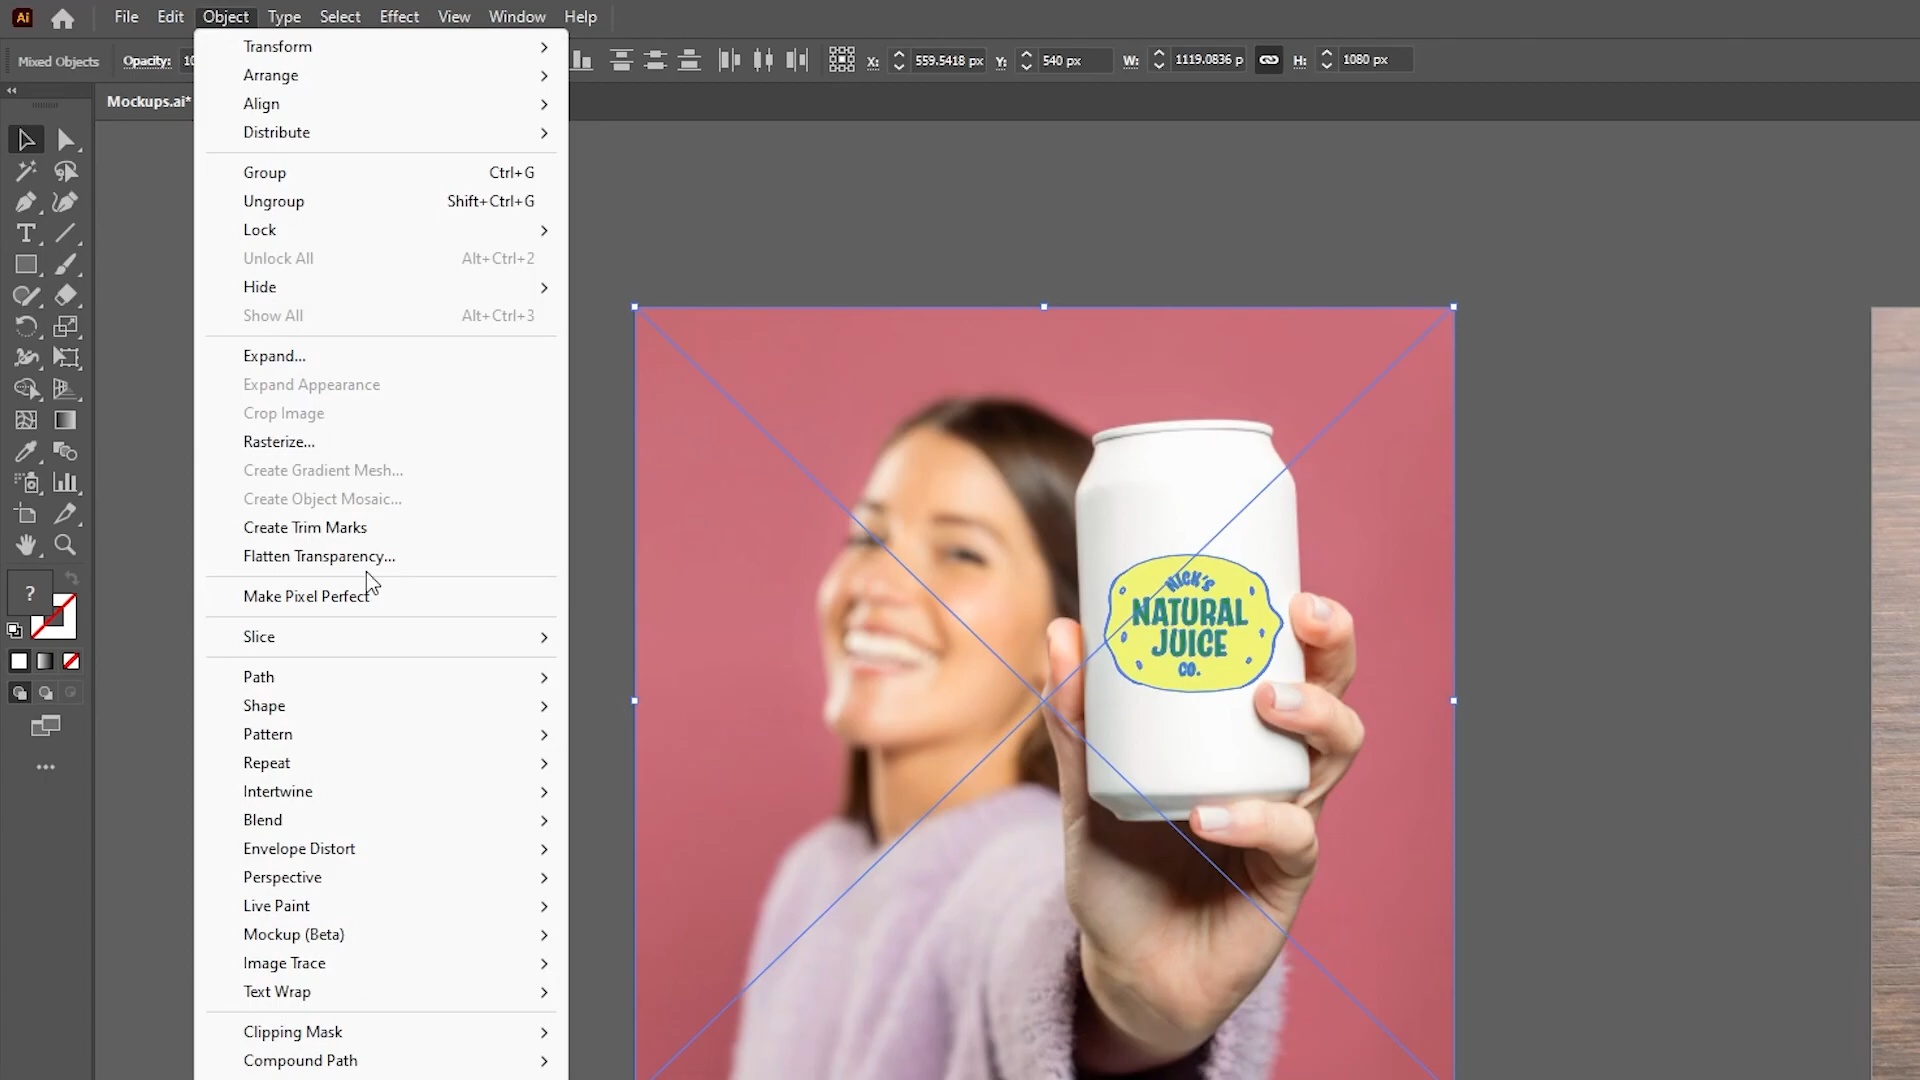 Ai File Edit Object Type Select Effect View Window Help
Mixed Objects Opacity: 10 X: 559.5418 px Y: 540 px W: 1119.0836 p H: 1080 px
Mockups.ai*
Transform
Arrange
Align
Distribute
Group Ctrl+G
Ungroup Shift+Ctrl+G
Lock
Unlock All Alt+Ctrl+2
Hide
Show All Alt+Ctrl+3
Expand...
Expand Appearance
Crop Image
Rasterize...
Create Gradient Mesh...
Create Object Mosaic...
Create Trim Marks
Flatten Transparency...
Make Pixel Perfect
Slice
Path
Shape
Pattern
Repeat
Intertwine
Blend
Envelope Distort
Perspective
Live Paint
Mockup (Beta)
Image Trace
Text Wrap
Clipping Mask
Compound Path
?
NICK'S
NATURAL
JUICE
CO.